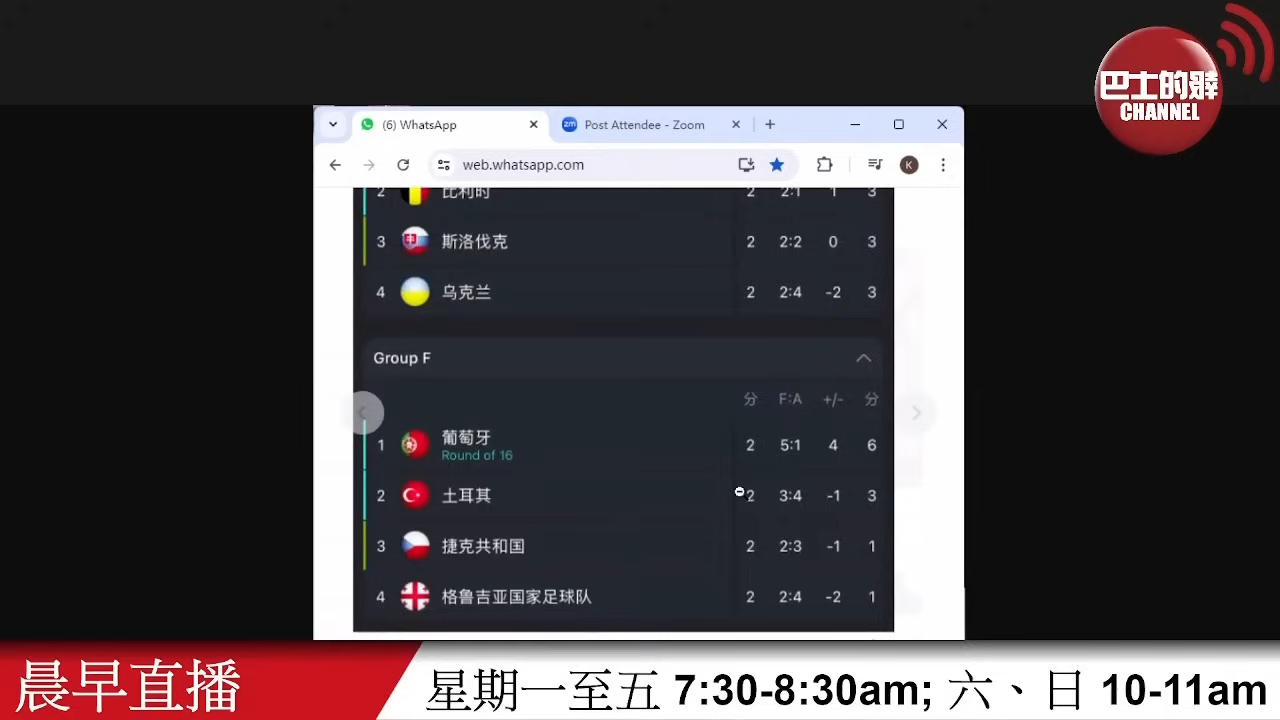 巴士的報
CHANNEL
(6) WhatsApp
Post Attendee - Zoom
web.whatsapp.com
K
2 比利时 2 2:1 1 3
3 斯洛伐克 2 2:2 0 3
4 乌克兰 2 2:4 -2 3
Group F
分 F:A +/- 分
1 葡萄牙 2 5:1 4 6
Round of 16
2 土耳其 2 3:4 -1 3
3 捷克共和国 2 2:3 -1 1
4 格鲁吉亚国家足球队 2 2:4 -2 1
晨早直播
星期一至五 7:30-8:30am; 六、日 10-11am